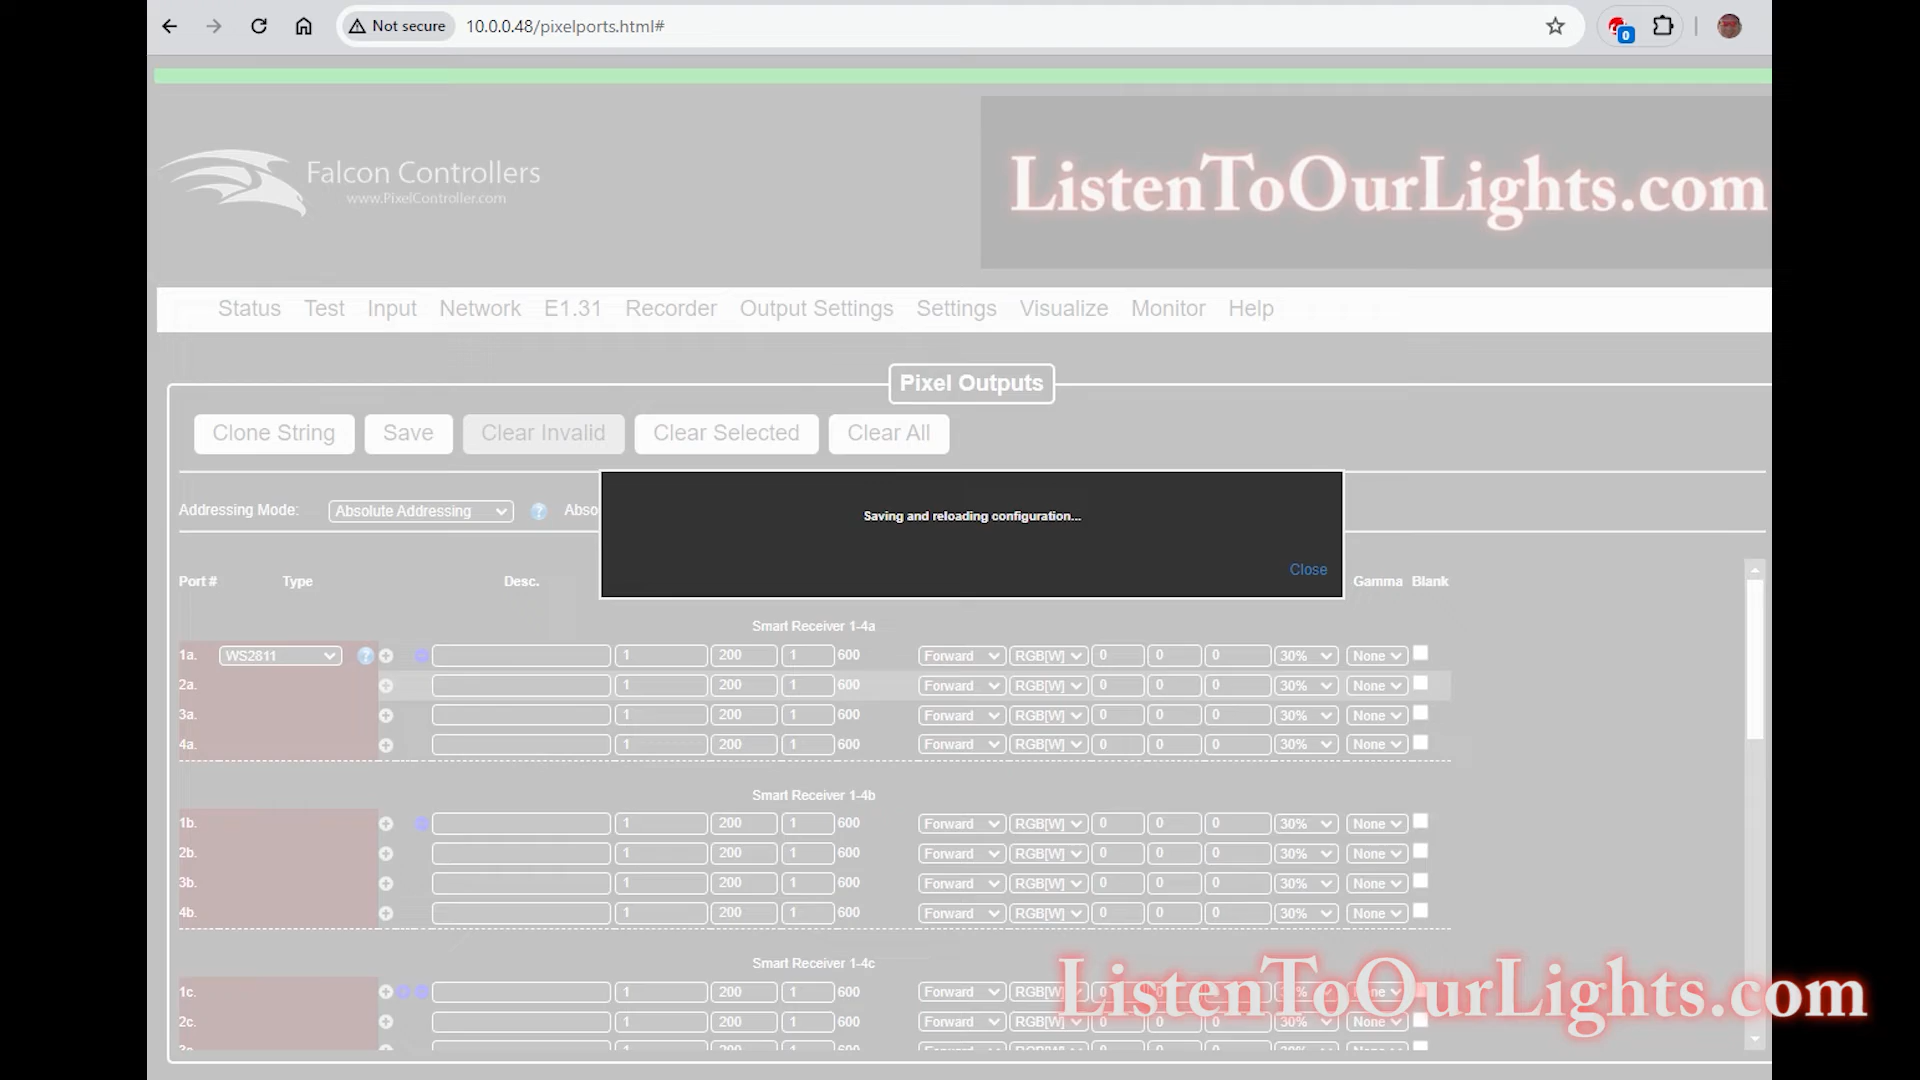 Not secure 10.0.0.48/pixelports.html#
0
Falcon Controllers
www.PixelController.com
ListenToOurLights.com
Status Test Input Network E1.31 Recorder Output Settings Settings Visualize Monitor Help
Pixel Outputs
Clone String Save Clear Invalid Clear Selected Clear All
Addressing Mode: Absolute Addressing ? Abso
Saving and reloading configuration...
Close
Port # Type Desc. Gamma Blank
Smart Receiver 1-4a
1a. WS2811 ? 1 200 1 600 Forward RGB[W] 0 0 0 30% None
2a. 1 200 1 600 Forward RGB[W] 0 0 0 30% None
3a. 1 200 1 600 Forward RGB[W] 0 0 0 30% None
4a. 1 200 1 600 Forward RGB[W] 0 0 0 30% None
Smart Receiver 1-4b
1b. 1 200 1 600 Forward RGB[W] 0 0 0 30% None
2b. 1 200 1 600 Forward RGB[W] 0 0 0 30% None
3b. 1 200 1 600 Forward RGB[W] 0 0 0 30% None
4b. 1 200 1 600 Forward RGB[W] 0 0 0 30% None
Smart Receiver 1-4c
1c. 1 200 1 600 Forward RGB[W]
2c. 1 200 1 600 Forward RGB[W] 0 0 0 30% None
ListenToOurLights.com